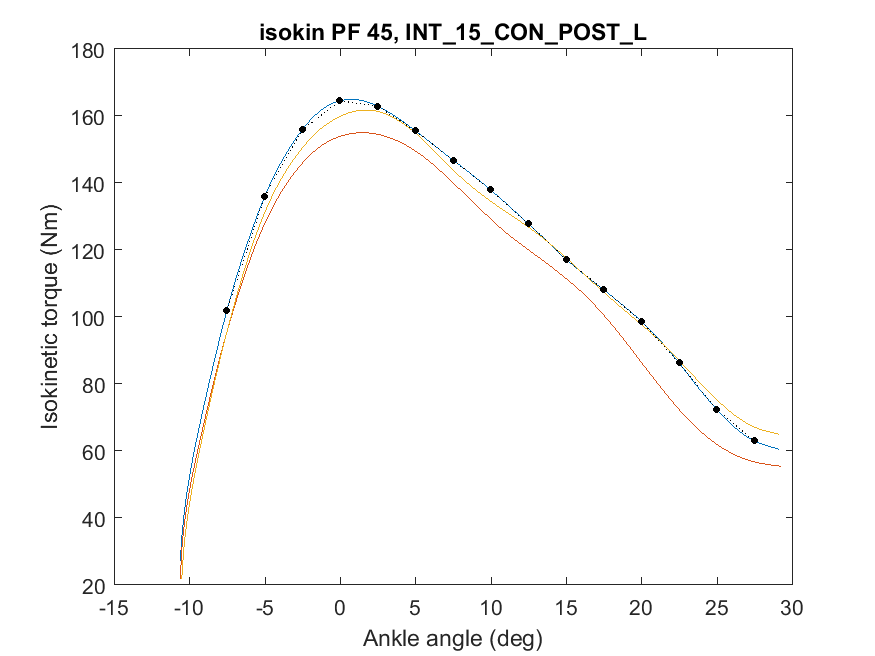 isokin PF 45, INT_15_CON_POST_L
180
160
140
120
100
80
60
40
20
Isokinetic torque (Nm)
-15 -10 -5 0 5 10 15 20 25 30
Ankle angle (deg)